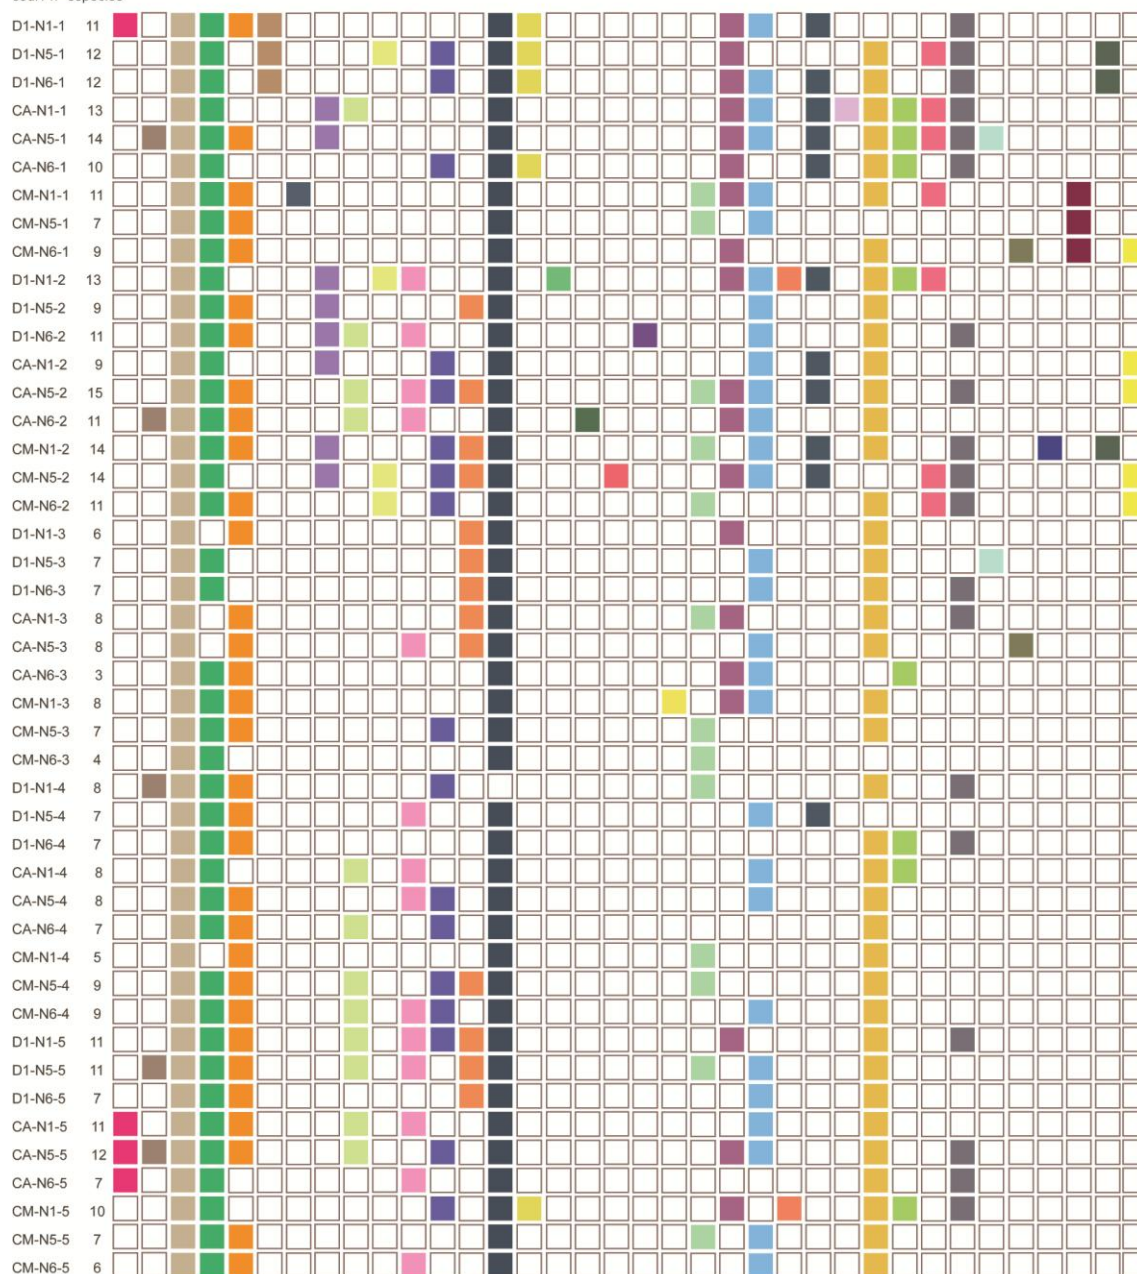 D1-N1-1 11
D1-N5-1 12
D1-N6-1 12
CA-N1-1 13
CA-N5-1 14
CA-N6-1 10
CM-N1-1 11
CM-N5-1 7
CM-N6-1 9
D1-N1-2 13
D1-N5-2 9
D1-N6-2 11
CA-N1-2 9
CA-N5-2 15
CA-N6-2 11
CM-N1-2 14
CM-N5-2 14
CM-N6-2 11
D1-N1-3 6
D1-N5-3 7
D1-N6-3 7
CA-N1-3 8
CA-N5-3 8
CA-N6-3 3
CM-N1-3 8
CM-N5-3 7
CM-N6-3 4
D1-N1-4 8
D1-N5-4 7
D1-N6-4 7
CA-N1-4 8
CA-N5-4 8
CA-N6-4 7
CM-N1-4 5
CM-N5-4 9
CM-N6-4 9
D1-N1-5 11
D1-N5-5 11
D1-N6-5 7
CA-N1-5 11
CA-N5-5 12
CA-N6-5 7
CM-N1-5 10
CM-N5-5 7
CM-N6-5 6